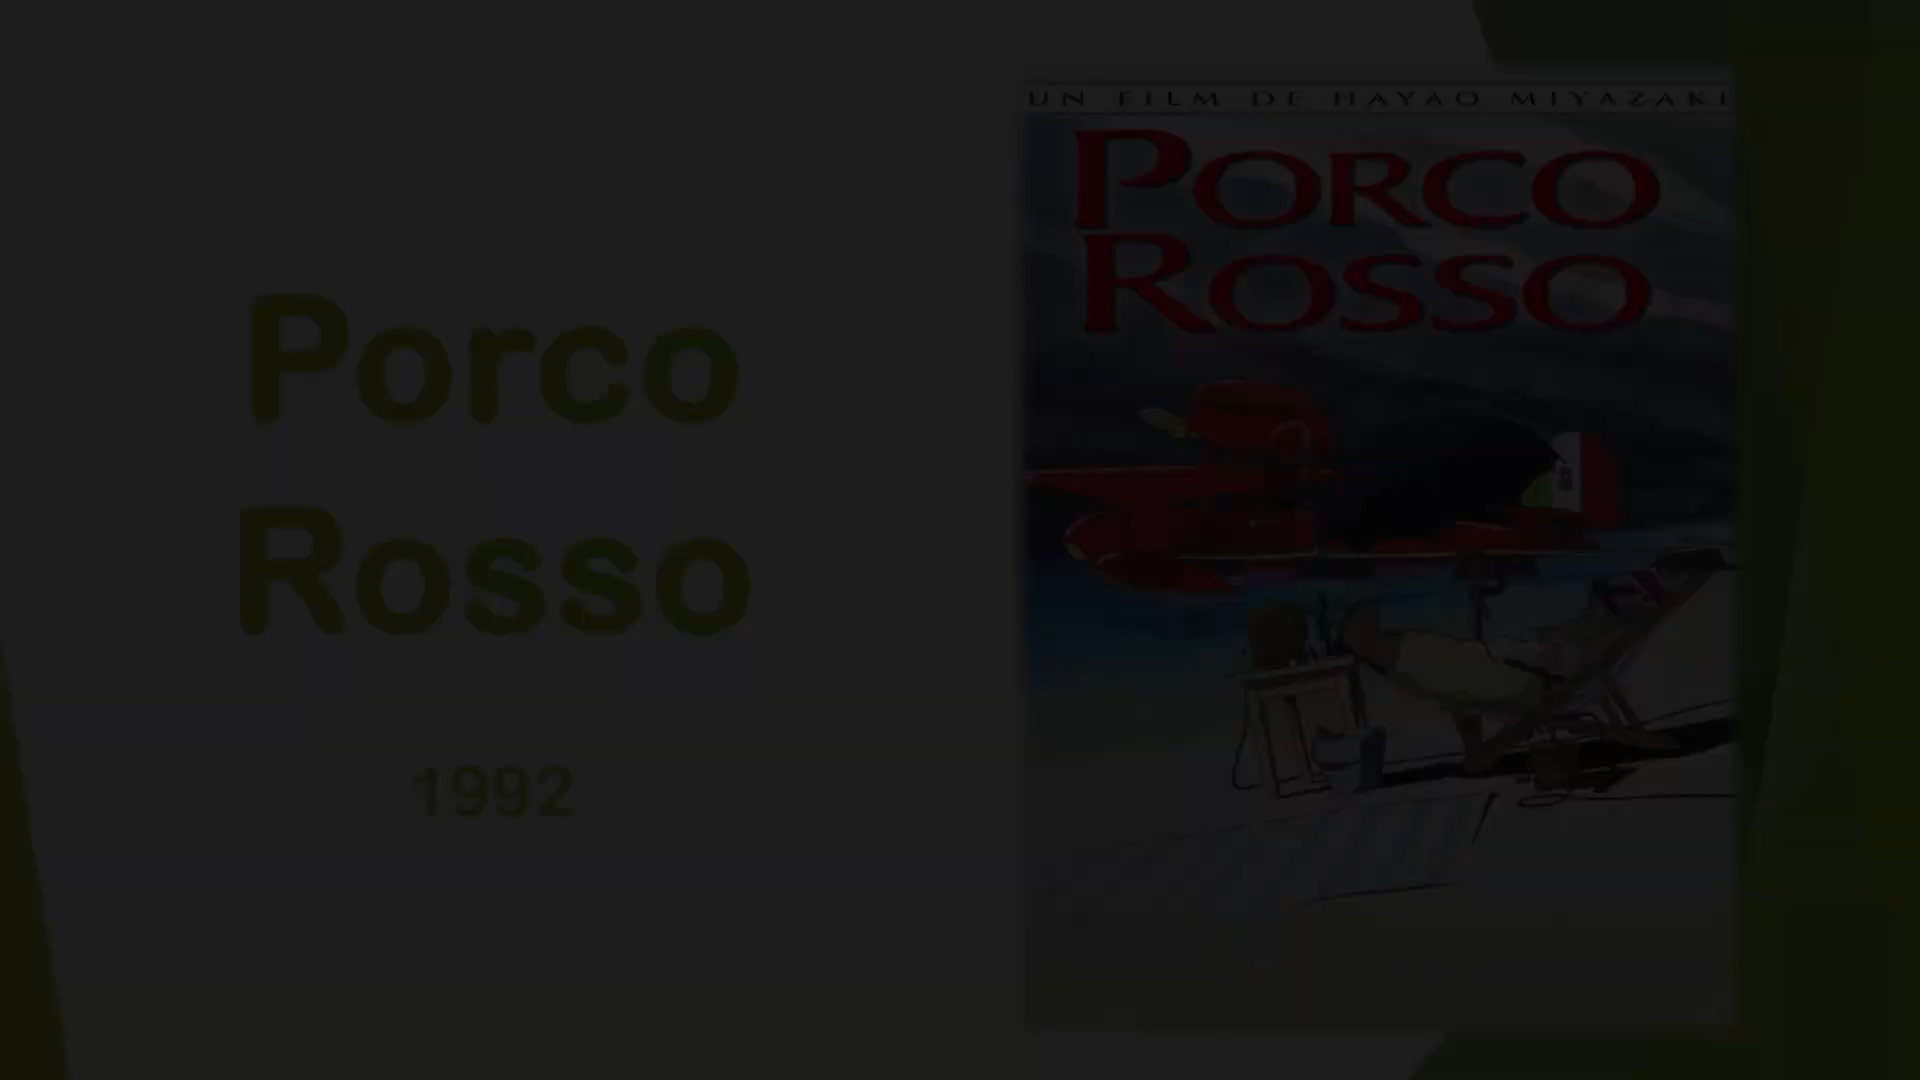 Porco
Rosso
1992
UN FILM DE HAYAO MIYAZAKI
PORCO
ROSSO